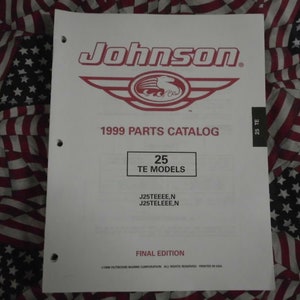 Johnson®
1999 PARTS CATALOG
25
TE MODELS
25 TE
J25TEEEE,N
J25TELEEE,N
FINAL EDITION